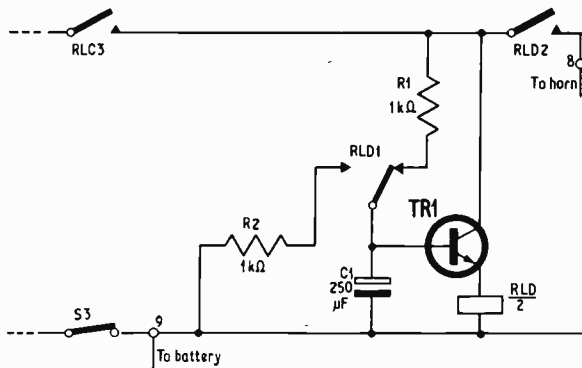 RLC3
RLD2
8
To horn
R1
1kΩ
RLD1
TR1
R2
1kΩ
C1
250
μF
RLD
2
S3
9
To battery